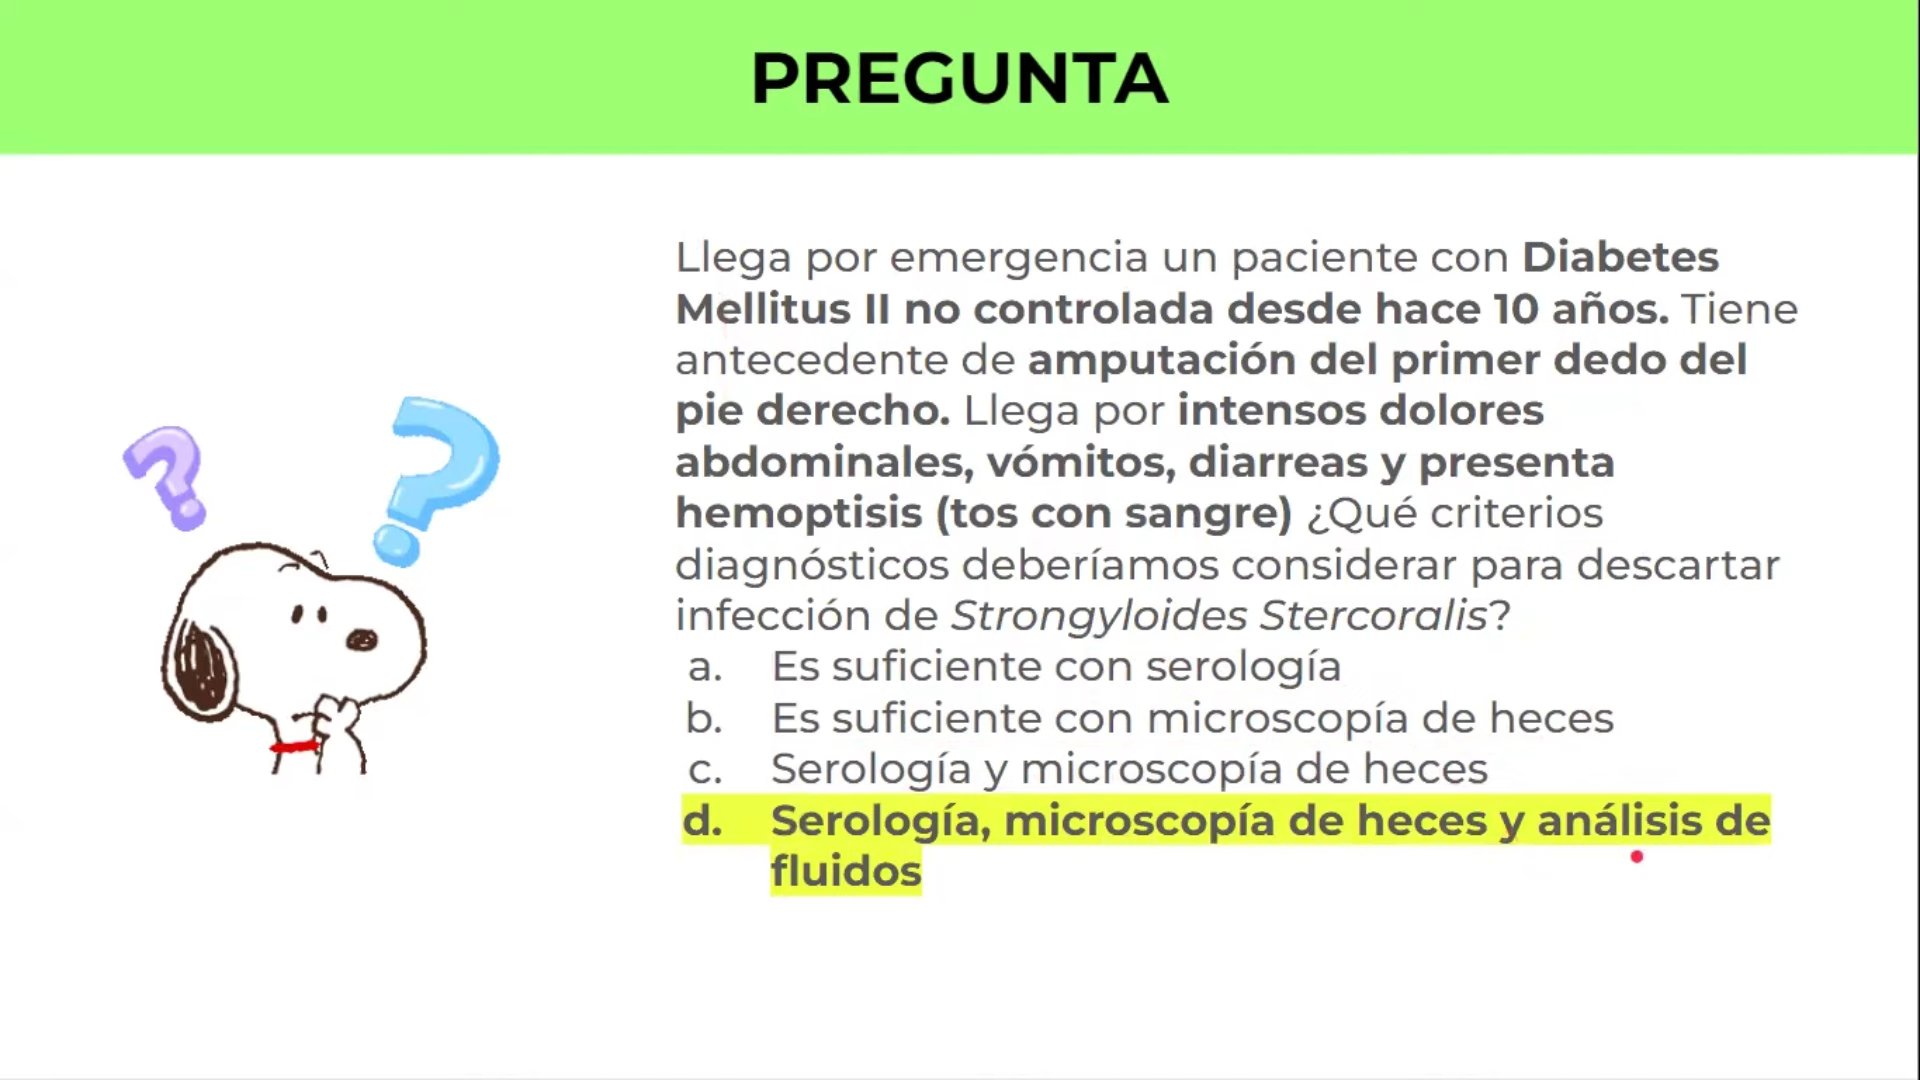 PREGUNTA
Llega por emergencia un paciente con Diabetes
Mellitus II no controlada desde hace 10 años. Tiene
antecedente de amputación del primer dedo del
pie derecho. Llega por intensos dolores
abdominales, vómitos, diarreas y presenta
hemoptisis (tos con sangre) ¿Qué criterios
diagnósticos deberíamos considerar para descartar
infección de Strongyloides Stercoralis?
a. Es suficiente con serología
b. Es suficiente con microscopía de heces
c. Serología y microscopía de heces
d. Serología, microscopía de heces y análisis de
fluidos